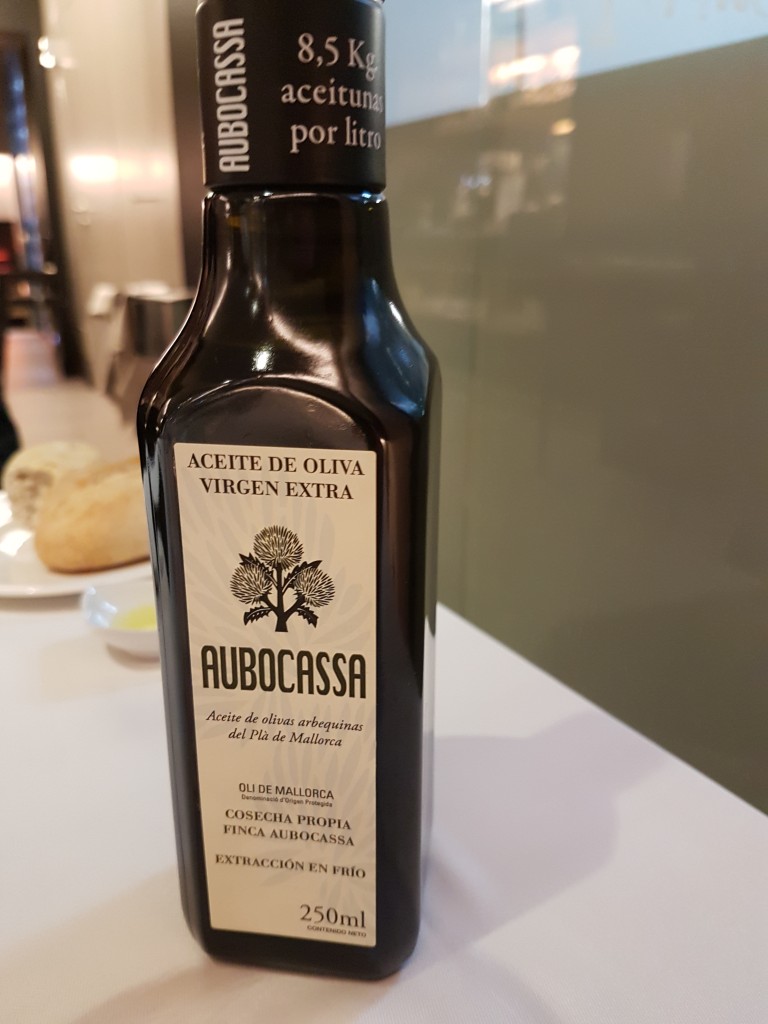 AUBOCASSA
8,5 Kg.
aceitunas
por litro
ACEITE DE OLIVA
VIRGEN EXTRA
AUBOCASSA
Aceite de olivas arbequinas
del Plà de Mallorca
OLI DE MALLORCA
Denominació d'Origen Protegida
COSECHA PROPIA
FINCA AUBOCASSA
EXTRACCIÓN EN FRÍO
250ml
CONTENIDO NETO